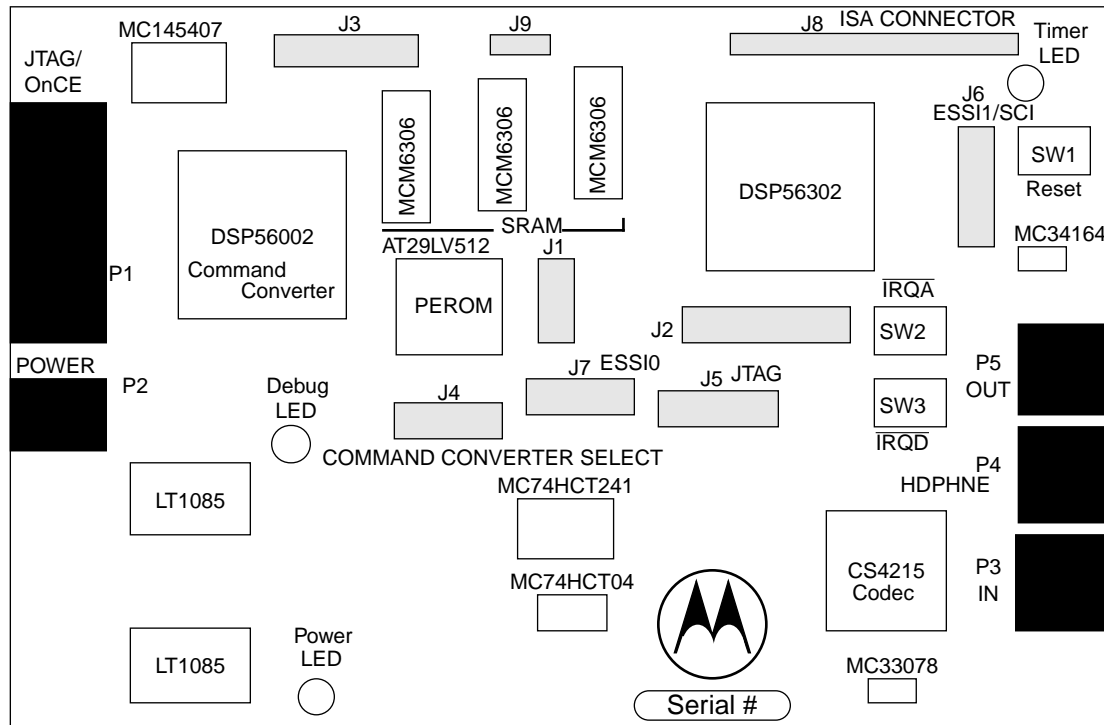 MC145407
J3
J9
J8
ISA CONNECTOR
Timer
LED
JTAG/
OnCE
J6
ESSI1/SCI
MCM6306
MCM6306
MCM6306
DSP56302
SW1
Reset
DSP56002
Command
Converter
SRAM
AT29LV512
J1
MC34164
P1
PEROM
IRQA
J2
SW2
POWER
P2
J7
ESSI0
J5
JTAG
P5
OUT
Debug
LED
J4
SW3
IRQD
COMMAND CONVERTER SELECT
P4
HDPHNE
LT1085
MC74HCT241
CS4215
Codec
P3
IN
MC74HCT04
Power
LED
LT1085
MC33078
Serial #